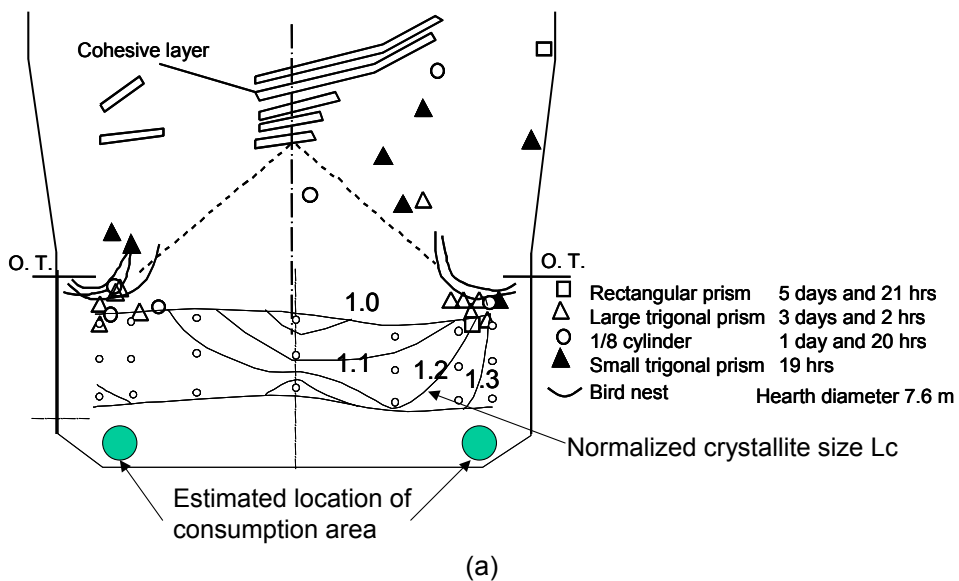 Cohesive layer
O. T.
O. T.
1.0
1.1
1.2
1.3
Rectangular prism 5 days and 21 hrs
Large trigonal prism 3 days and 2 hrs
1/8 cylinder 1 day and 20 hrs
Small trigonal prism 19 hrs
Bird nest
Hearth diameter 7.6 m
Normalized crystallite size Lc
Estimated location of
consumption area
(a)